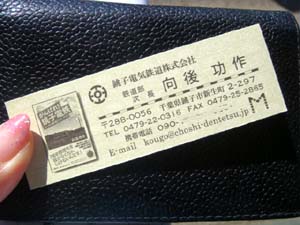 銚子電気鉄道株式会社
鉄道部
次長 向後 功作
〒288-0056 千葉県銚子市新生町2-297
TEL 0479-22-0316 FAX 0479-25-2885
携帯電話 090-
E-mail kougo@choshi-dentetsu.jp
M